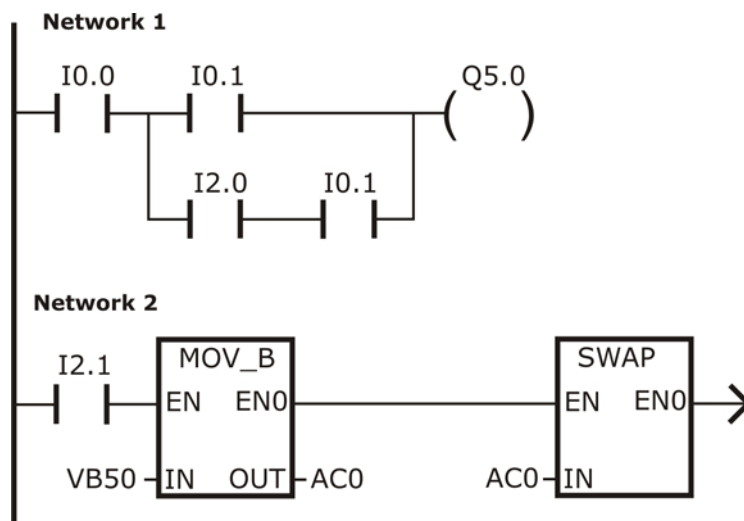 Network 1
I0.0 I0.1 Q5.0
I2.0 I0.1
Network 2
I2.1 MOV_B SWAP
EN EN0 EN EN0
VB50 IN OUT AC0 AC0 IN